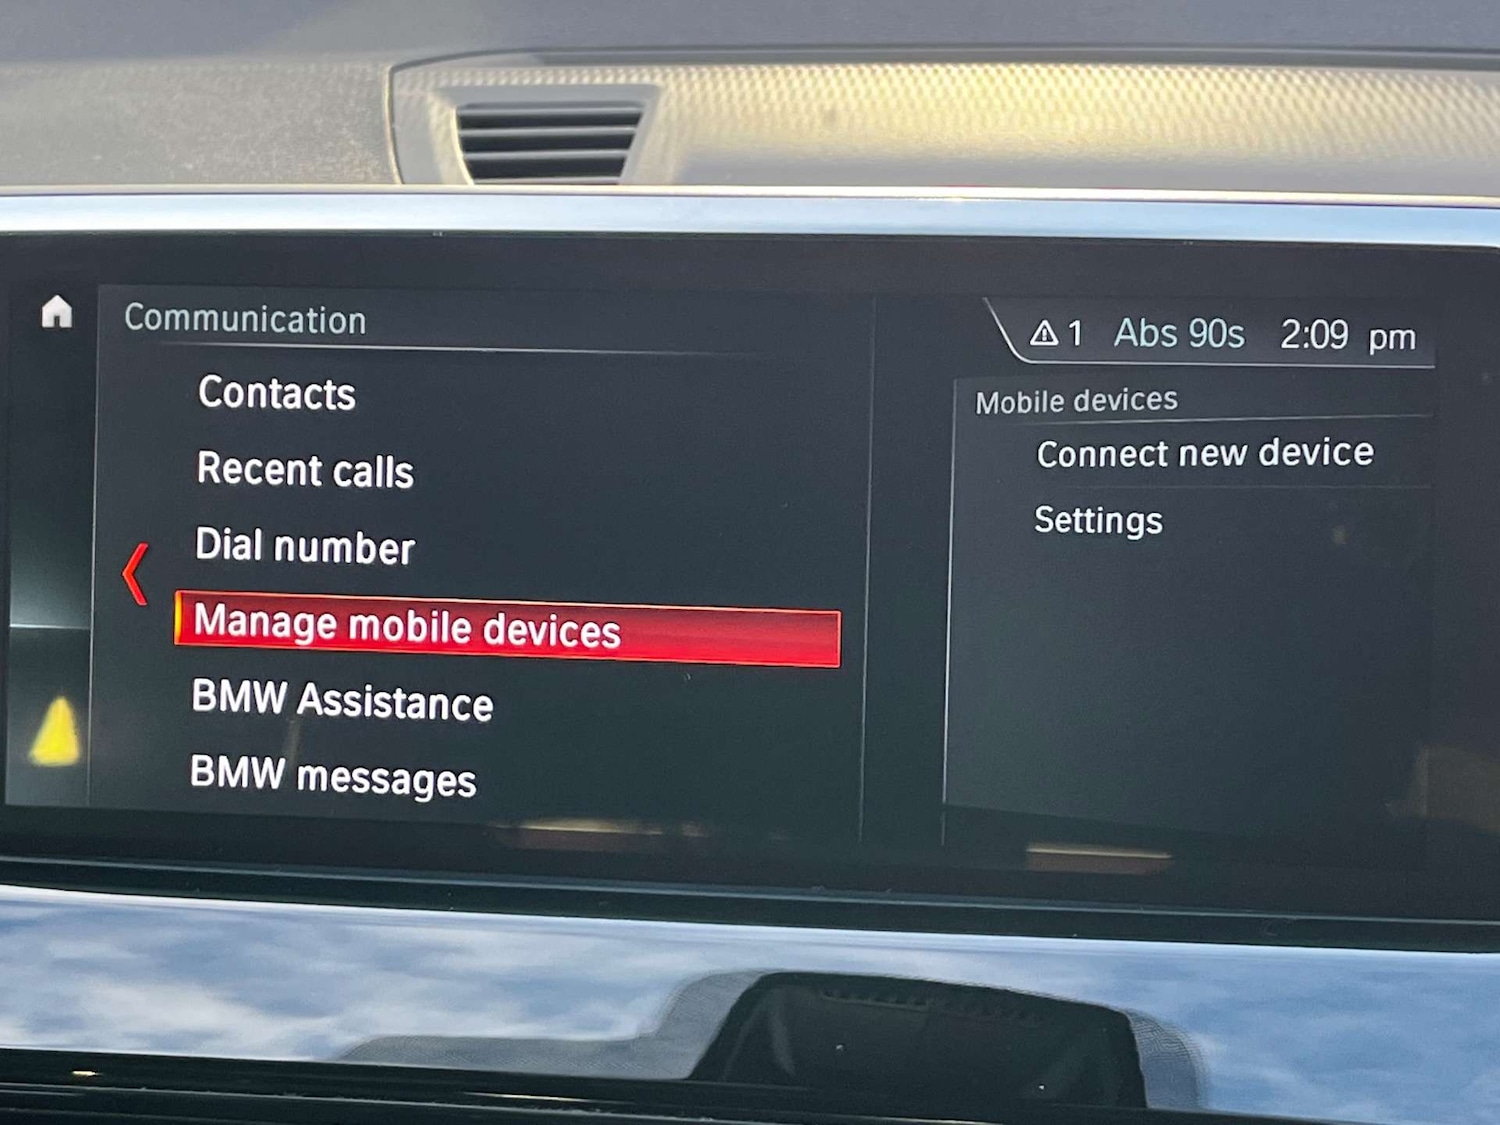 Communication
Contacts
Recent calls
Dial number
Manage mobile devices
BMW Assistance
BMW messages
1 Abs 90s 2:09 pm
Mobile devices
Connect new device
Settings